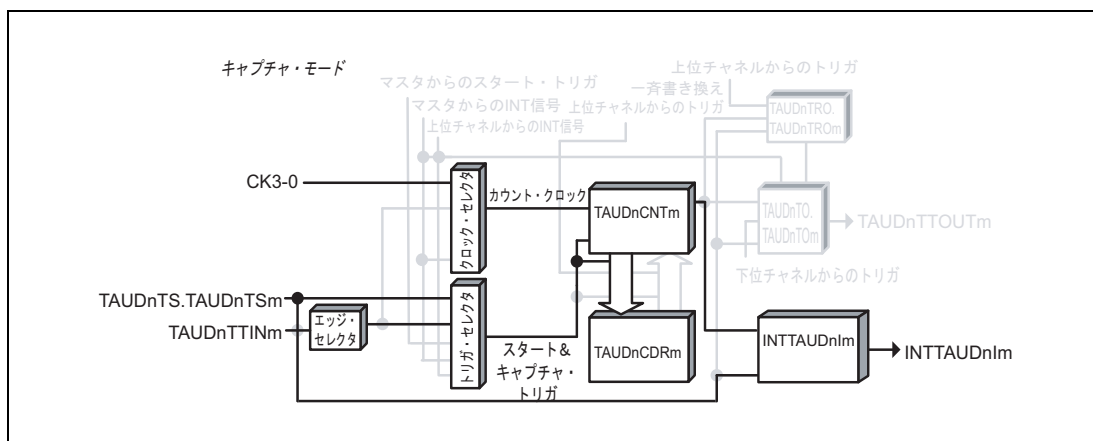 キャプチャ・モード
上位チャネルからのトリガ
マスタからのスタート・トリガ
一斉書き換え
マスタからのINT信号
上位チャネルからのトリガ
上位チャネルからのINT信号
TAUDnTRO.
TAUDnTROm
CK3-0
クロック・セレクタ
カウント・クロック
TAUDnCNTm
TAUDnTO.
TAUDnTOm
TAUDnTTOUTm
下位チャネルからのトリガ
TAUDnTS.TAUDnTSm
TAUDnTTINm
エッジ・
セレクタ
トリガ・セレクタ
スタート&
キャプチャ・
トリガ
TAUDnCDRm
INTTAUDnIm
INTTAUDnIm